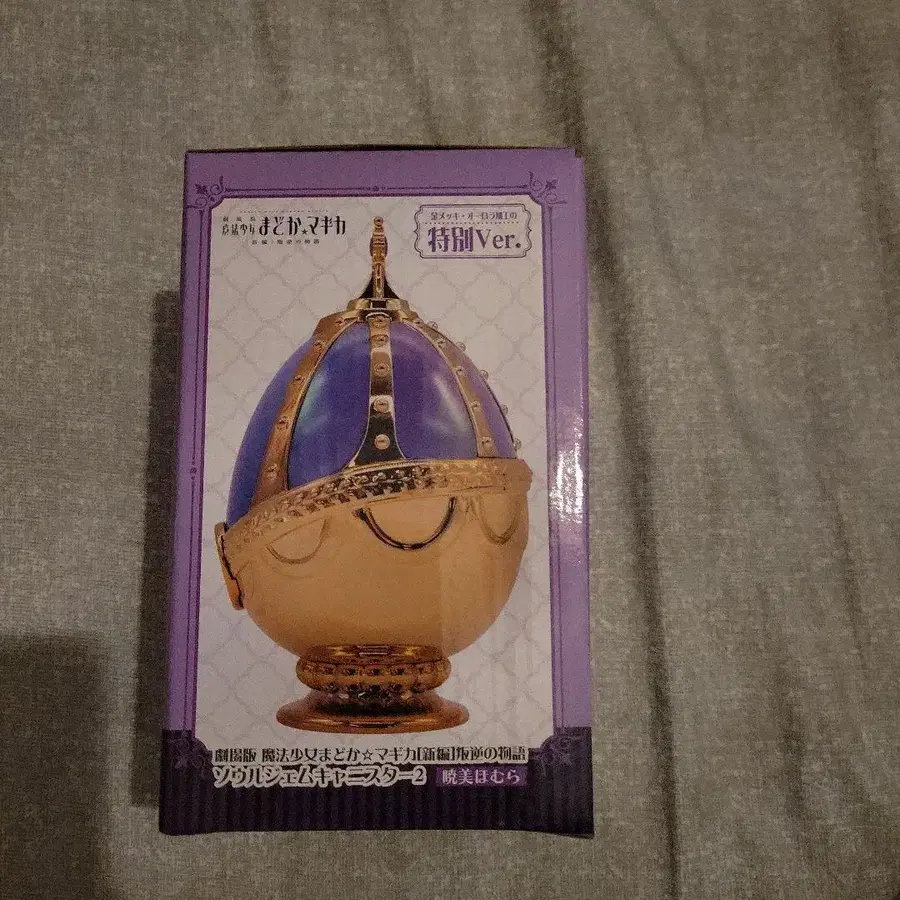 劇場版
魔法少女まどか☆マギカ
新編 叛逆の物語
金メッキ・オーロラ加工の
特別Ver.
劇場版 魔法少女まどか☆マギカ[新編]叛逆の物語
ソウルジェムキャニスター2 暁美ほむら